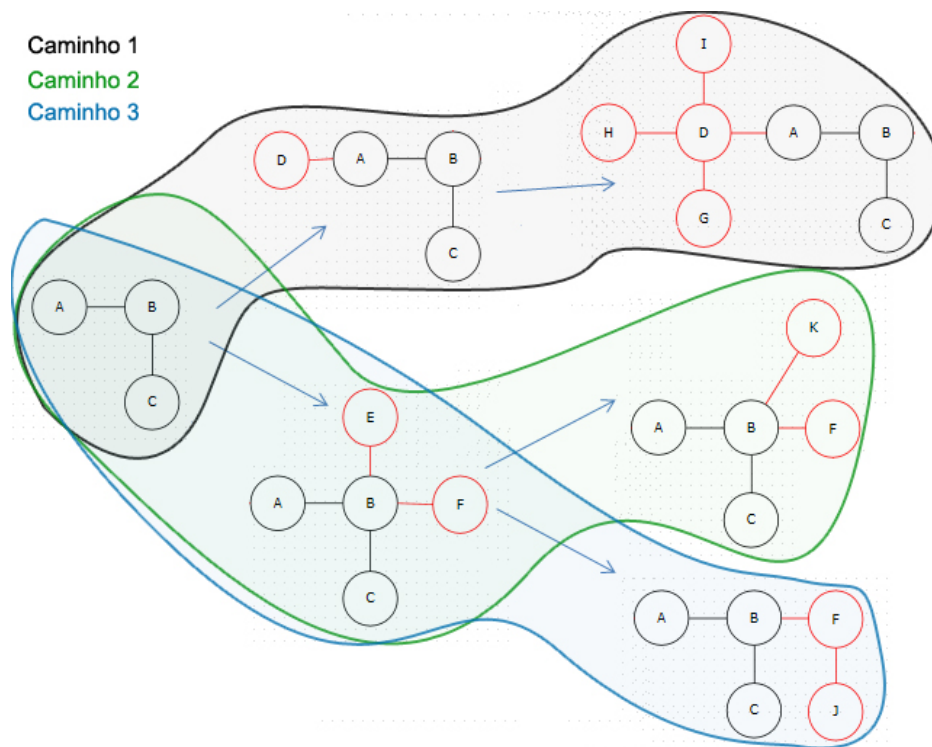 Caminho 1
Caminho 2
Caminho 3
I
H D A B
G C
D A B
C
A B
C
K
A B F
C
E
A B F
C
A B F
C J